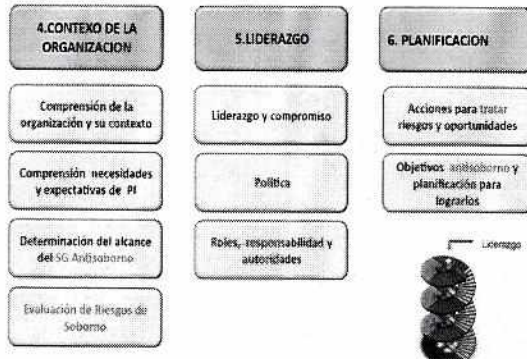 4.CONTEXO DE LA
ORGANIZACION
Comprensión de la
organización y su contexto
Comprensión necesidades
y expectativas de PI
Determinación del alcance
del SG Antisoborno
Evaluación de Riesgos de
Soborno
5.LIDERAZGO
Liderazgo y compromiso
Política
Roles, responsabilidad y
autoridades
6. PLANIFICACION
Acciones para tratar
riesgos y oportunidades
Objetivos antisoborno y
planificación para
lograrlos
Liderazgo